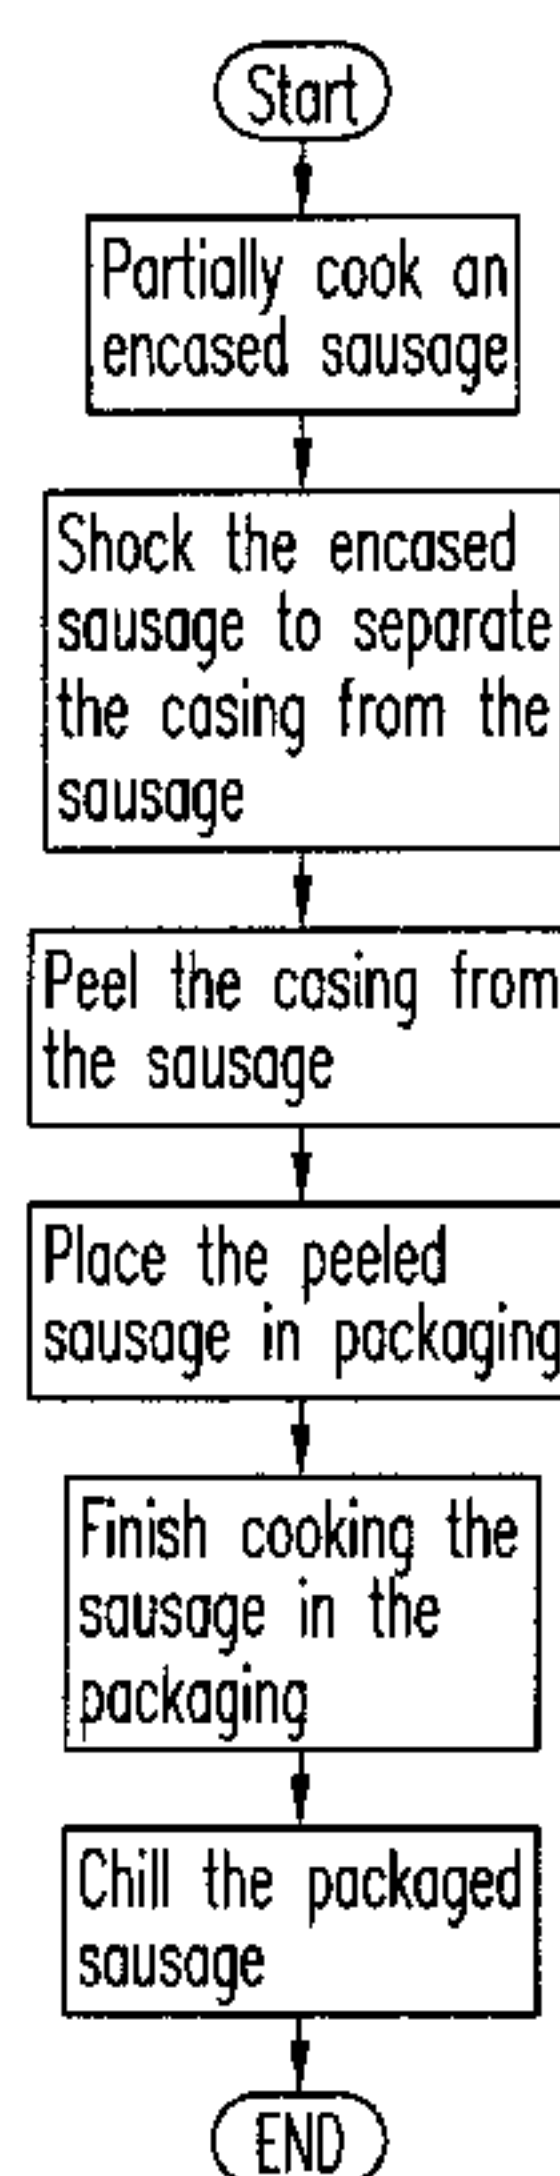 Start
Partially cook an
encased sausage
Shock the encased
sausage to separate
the casing from the
sausage
Peel the casing from
the sausage
Place the peeled
sausage in packaging
Finish cooking the
sausage in the
packaging
Chill the packaged
sausage
END